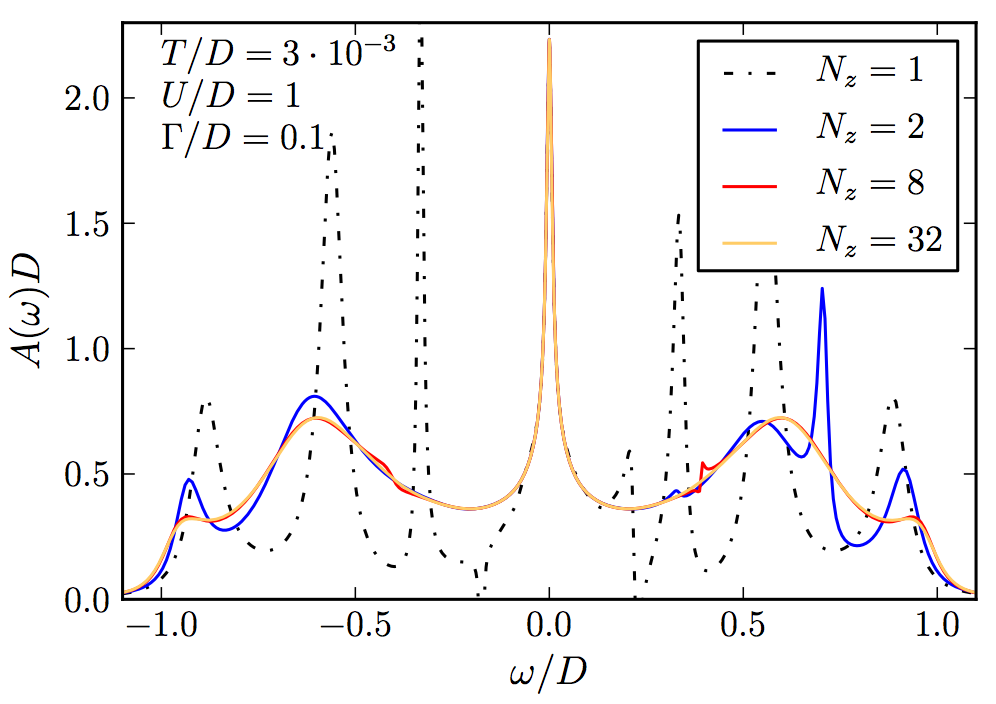 T/D = 3 · 10⁻³
U/D = 1
Γ/D = 0.1
N_z = 1
N_z = 2
N_z = 8
N_z = 32
A(ω)D
2.0
1.5
1.0
0.5
0.0
−1.0 −0.5 0.0 0.5 1.0
ω/D